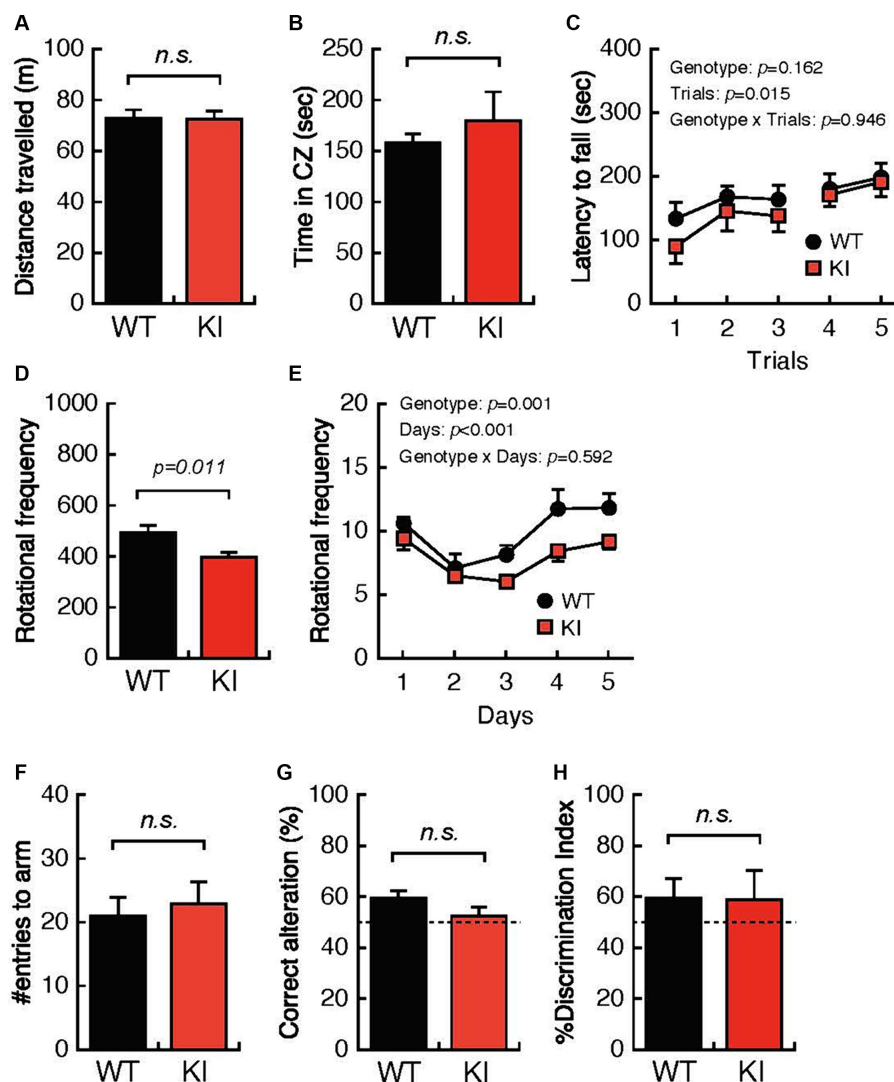 A
Distance travelled (m)
100
80
60
40
20
0
n.s.
WT KI
B
Time in CZ (sec)
250
200
150
100
50
0
n.s.
WT KI
C
Latency to fall (sec)
400
300
200
100
0
Genotype: p=0.162
Trials: p=0.015
Genotype x Trials: p=0.946
WT
KI
1 2 3 4 5
Trials
D
Rotational frequency
1000
800
600
400
200
0
p=0.011
WT KI
E
Rotational frequency
20
15
10
5
0
Genotype: p=0.001
Days: p<0.001
Genotype x Days: p=0.592
WT
KI
1 2 3 4 5
Days
F
#entries to arm
40
30
20
10
0
n.s.
WT KI
G
Correct alteration (%)
100
80
60
40
20
0
n.s.
WT KI
H
%Discrimination Index
100
80
60
40
20
0
n.s.
WT KI